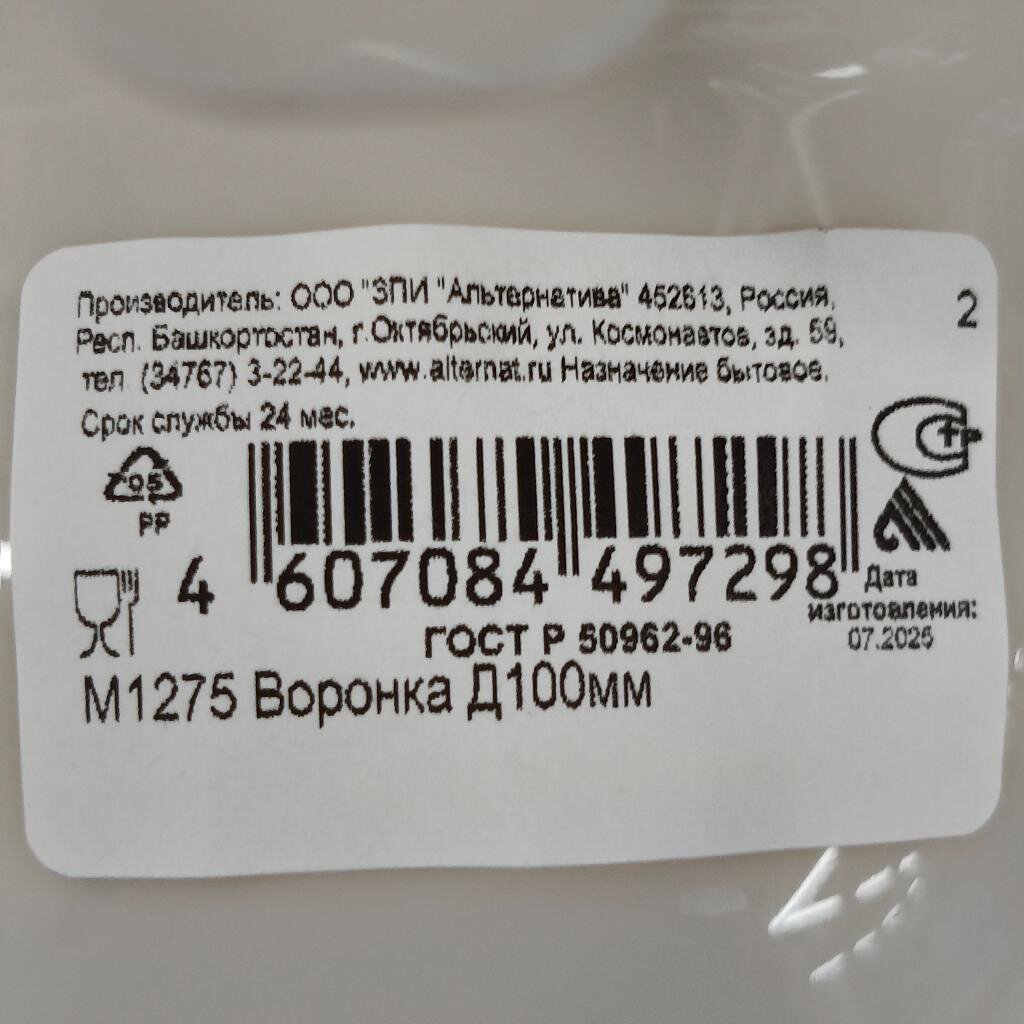 Производитель: ООО "ЗПИ "Альтернатива" 452613, Россия,
Респ. Башкортостан, г.Октябрьский, ул. Космонавтов, зд. 59,
тел. (34767) 3-22-44, www.alternat.ru Назначение бытовое.
Срок службы 24 мес.
2
05
PP
4 607084 497298
Дата
изготовления:
07.2025
ГОСТ Р 50962-96
М1275 Воронка Д100мм